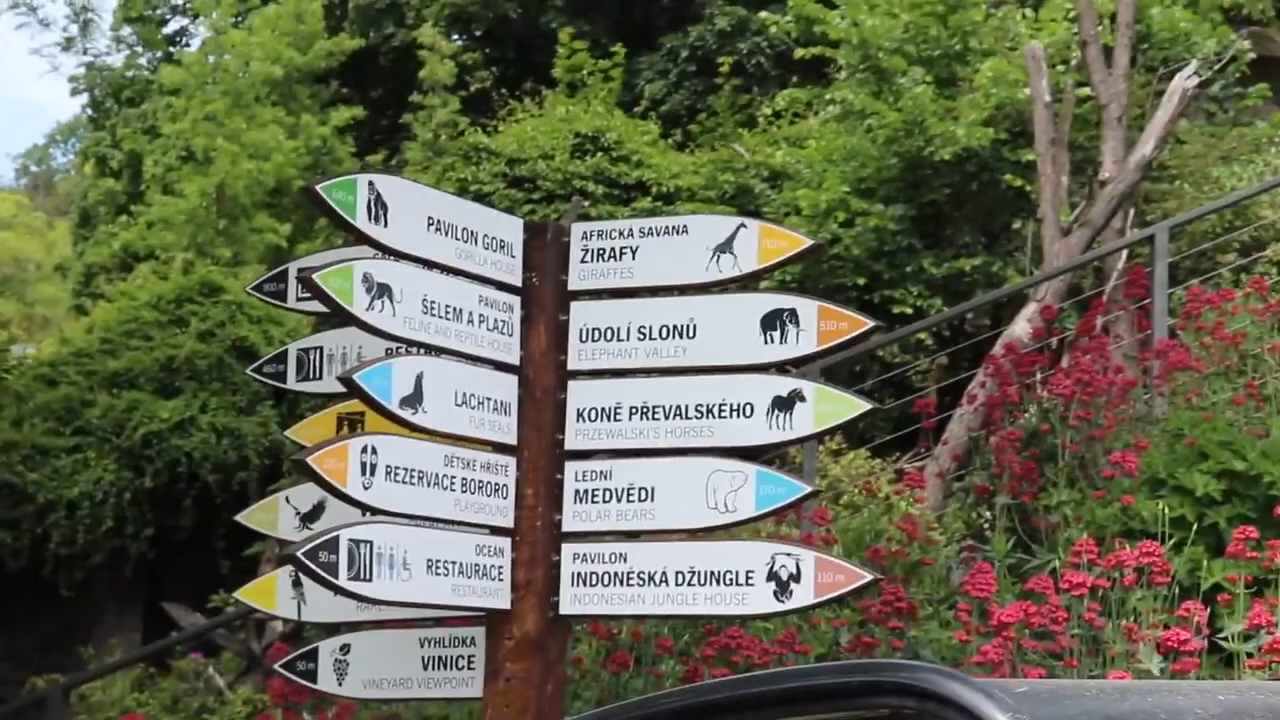 PAVILON GORIL
GORILLA HOUSE
800 m
PAVILON
ŠELEM A PLAZŮ
FELINE AND REPTILE HOUSE
460 m
LACHTANI
FUR SEALS
DĚTSKÉ HŘIŠTĚ
REZERVACE BORORO
PLAYGROUND
50 m
OCEÁN
RESTAURACE
RESTAURANT
50 m
VYHLÍDKA
VINICE
VINEYARD VIEWPOINT
AFRICKÁ SAVANA
ŽIRAFY
GIRAFFES
ÚDOLÍ SLONŮ
ELEPHANT VALLEY
510 m
KONĚ PŘEVALSKÉHO
PRZEWALSKI'S HORSES
LEDNÍ
MEDVĚDI
POLAR BEARS
170 m
PAVILON
INDONÉSKÁ DŽUNGLE
INDONESIAN JUNGLE HOUSE
110 m